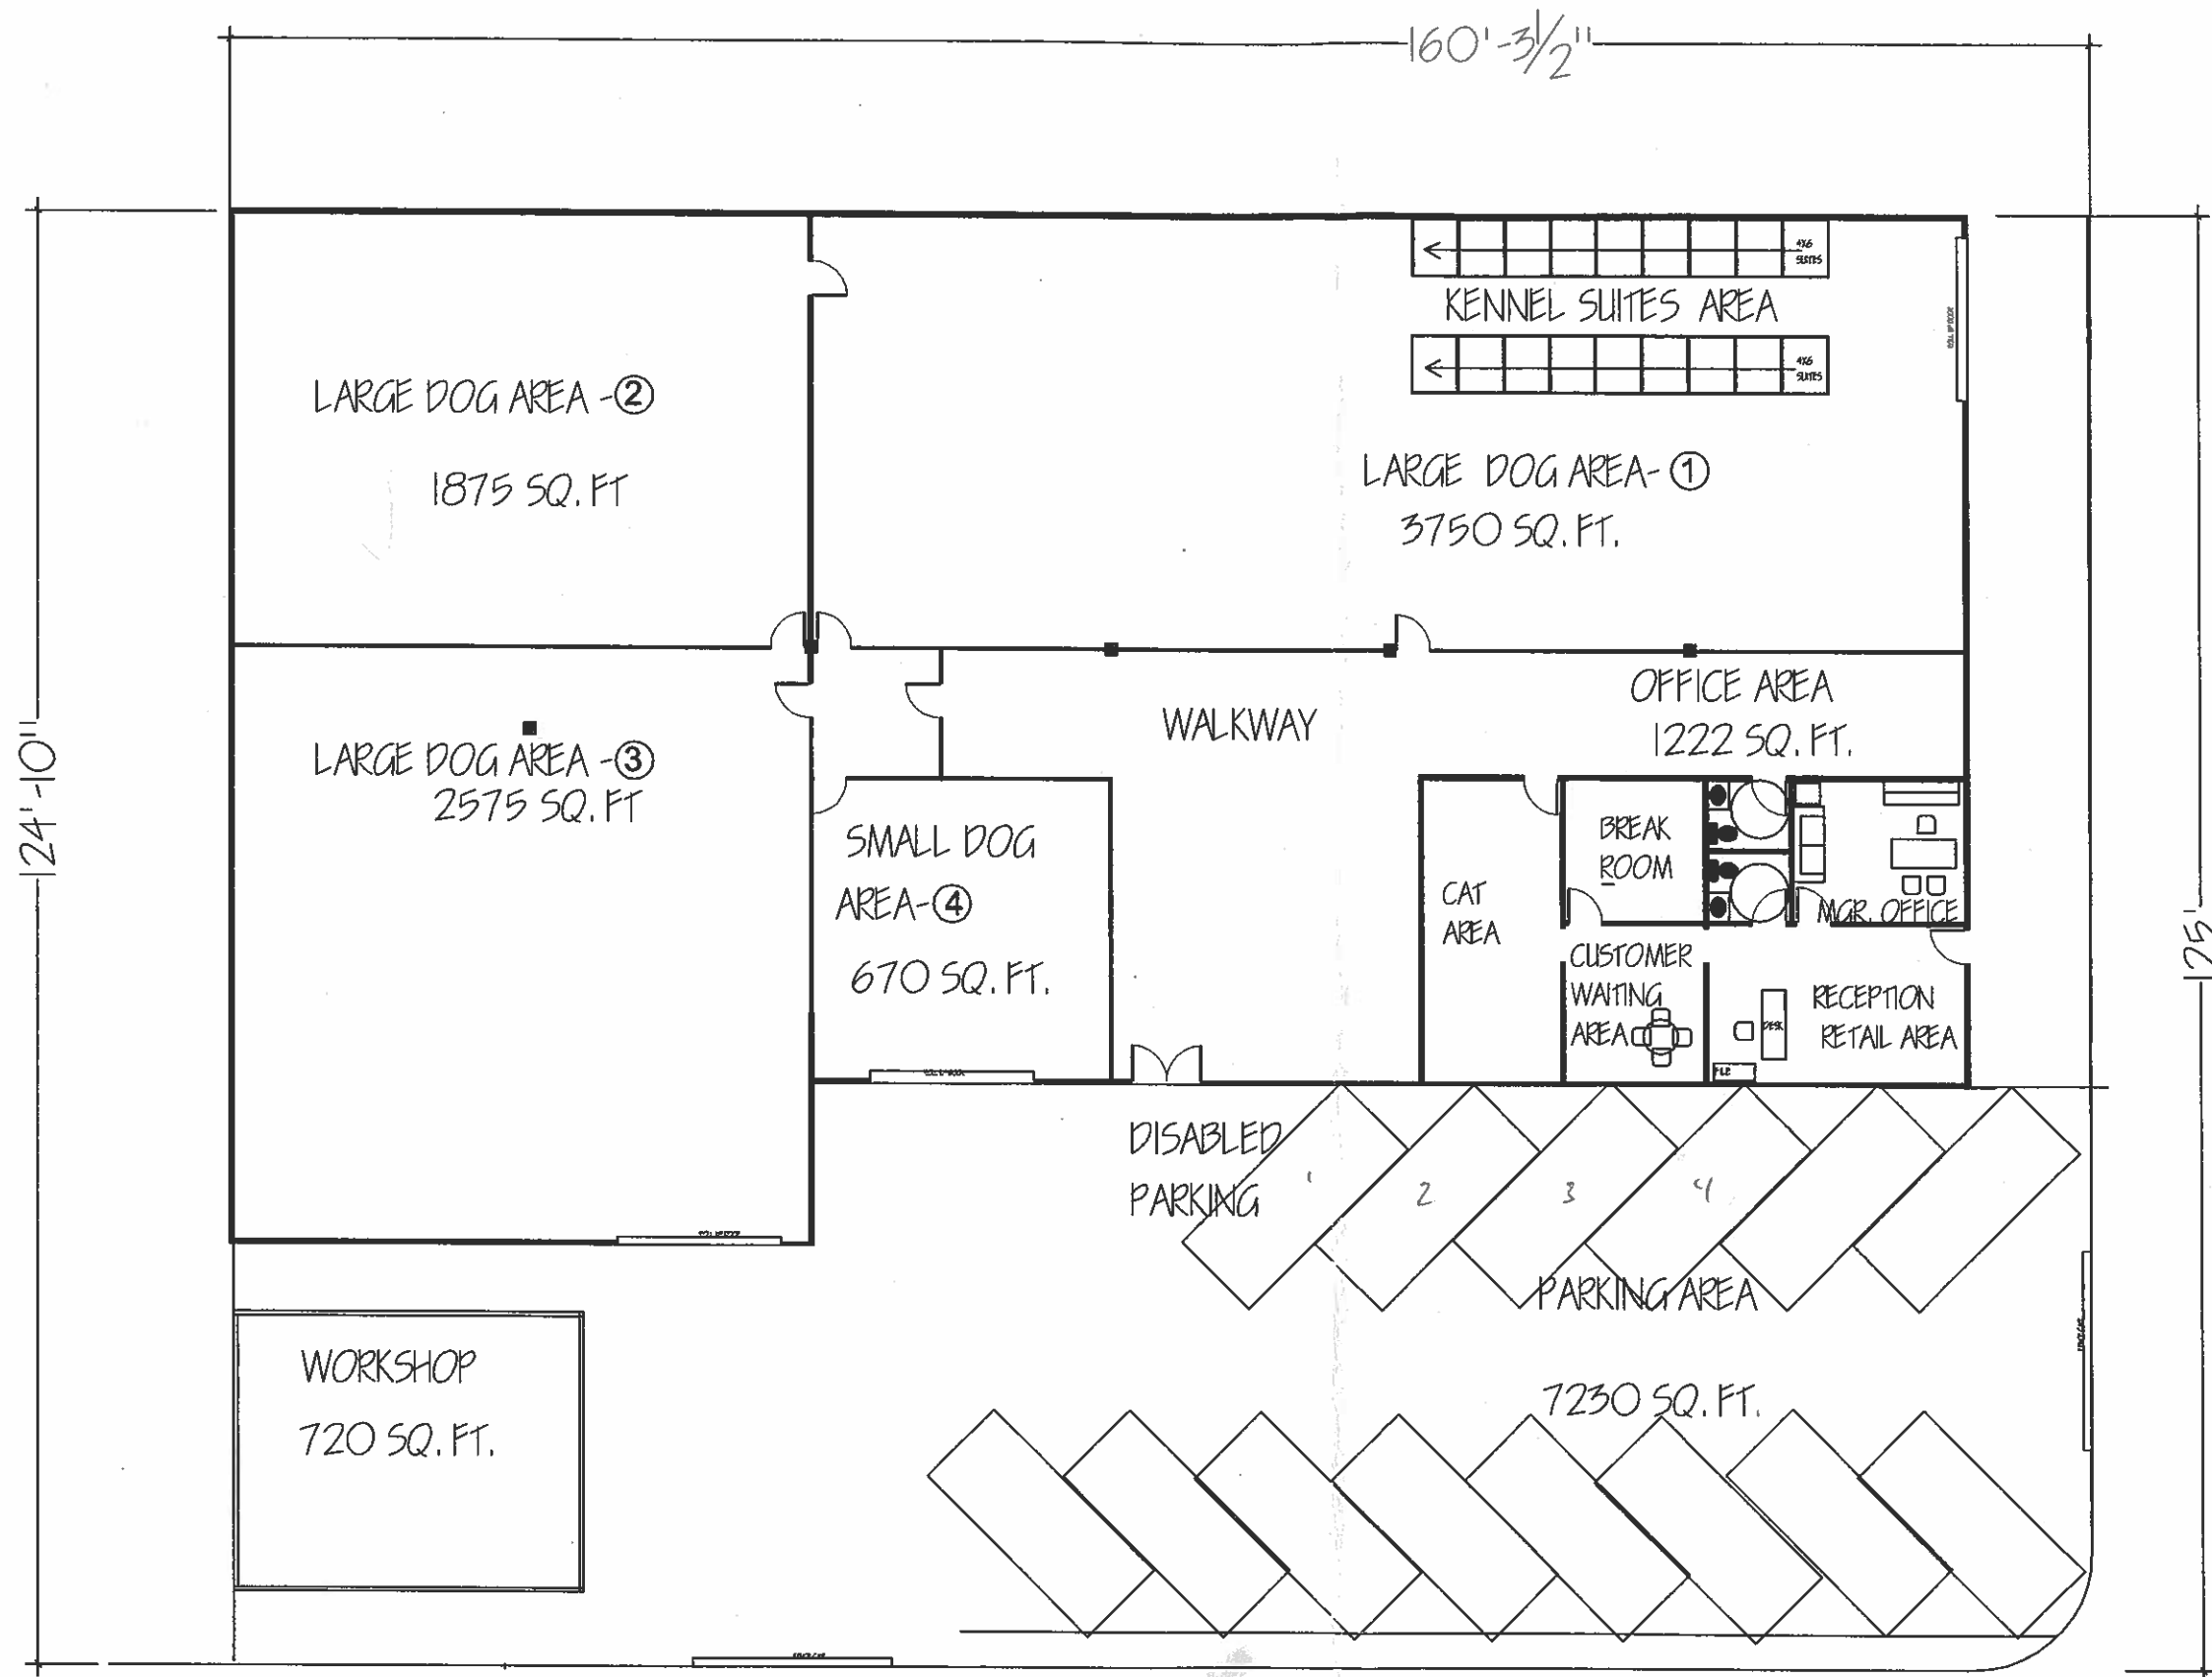 160'-3 1/2"
4X6
SUITES
KENNEL SUITES AREA
4X6
SUITES
LARGE DOG AREA -②
1875 SQ. FT
LARGE DOG AREA- ①
3750 SQ. FT.
OFFICE AREA
1222 SQ. FT.
WALKWAY
124'-10"
LARGE DOG AREA -③
2575 SQ. FT
SMALL DOG
AREA-④
670 SQ. FT.
BREAK
ROOM
CAT
AREA
MGR. OFFICE
CUSTOMER
WAITING
AREA
DESK
FILE
RECEPTION
RETAIL AREA
125'
DISABLED
PARKING
1
2
3
4
PARKING AREA
7230 SQ. FT.
WORKSHOP
720 SQ. FT.